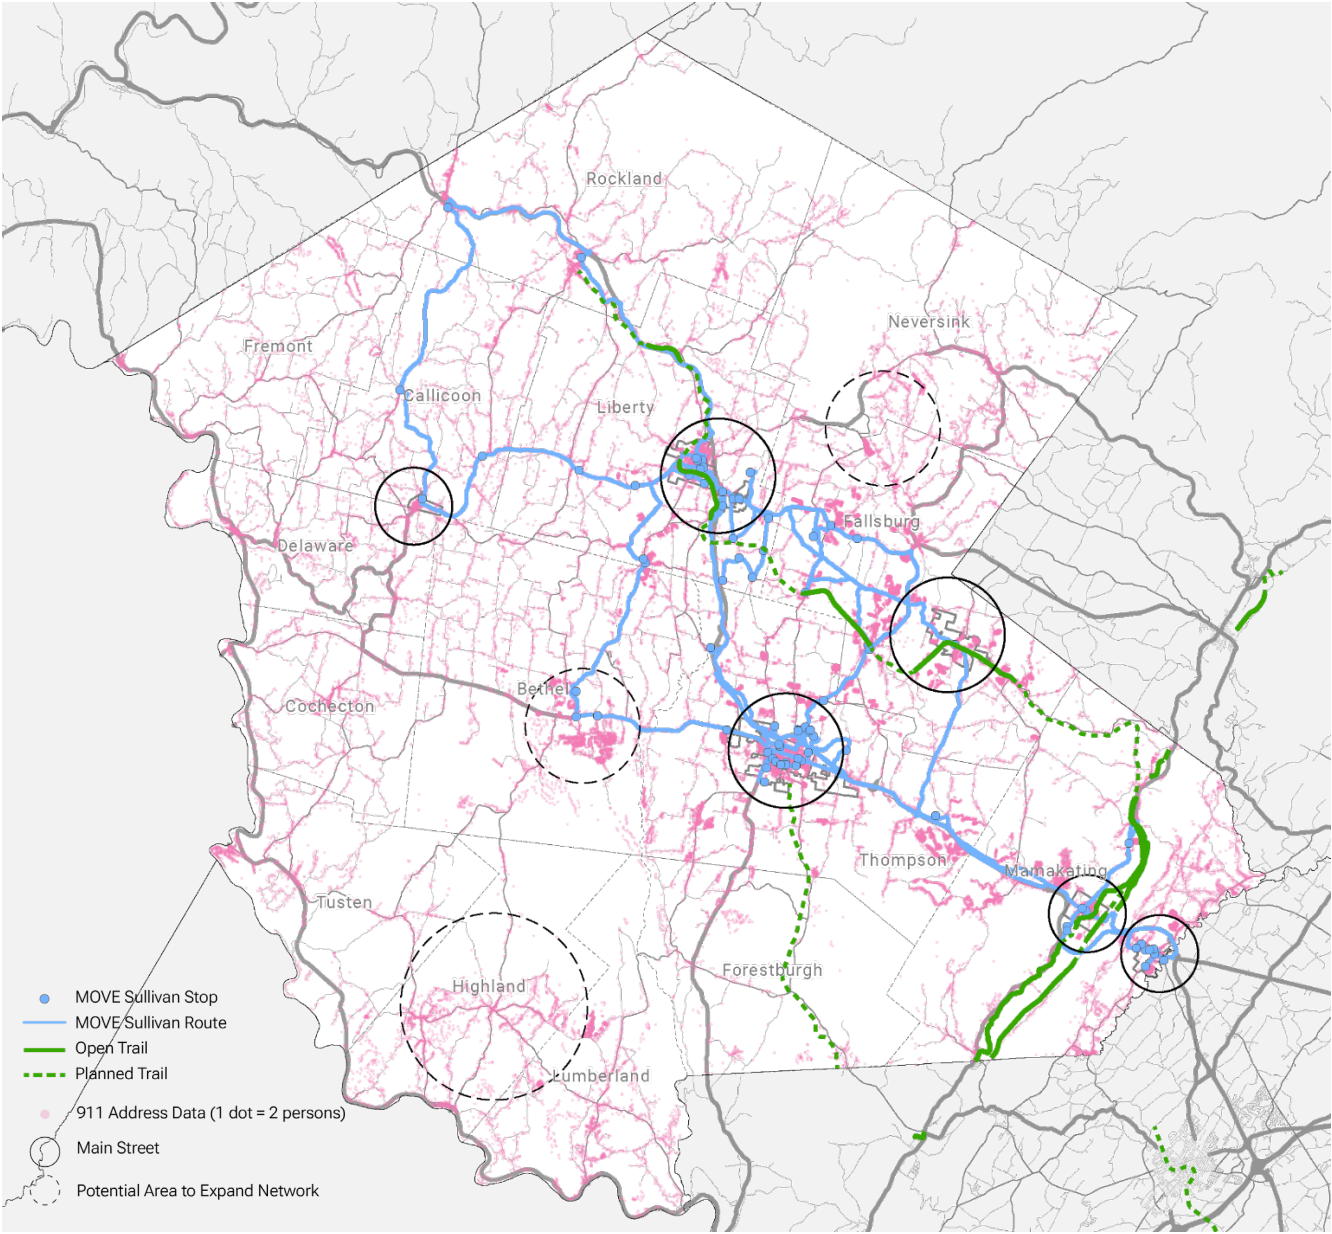 Rockland
Neversink
Fremont
Callicoon
Liberty
Fallsburg
Delaware
Bethel
Cochecton
Thompson
Mamakating
Tusten
Forestburgh
Highland
Lumberland
MOVE Sullivan Stop
MOVE Sullivan Route
Open Trail
Planned Trail
911 Address Data (1 dot = 2 persons)
Main Street
Potential Area to Expand Network